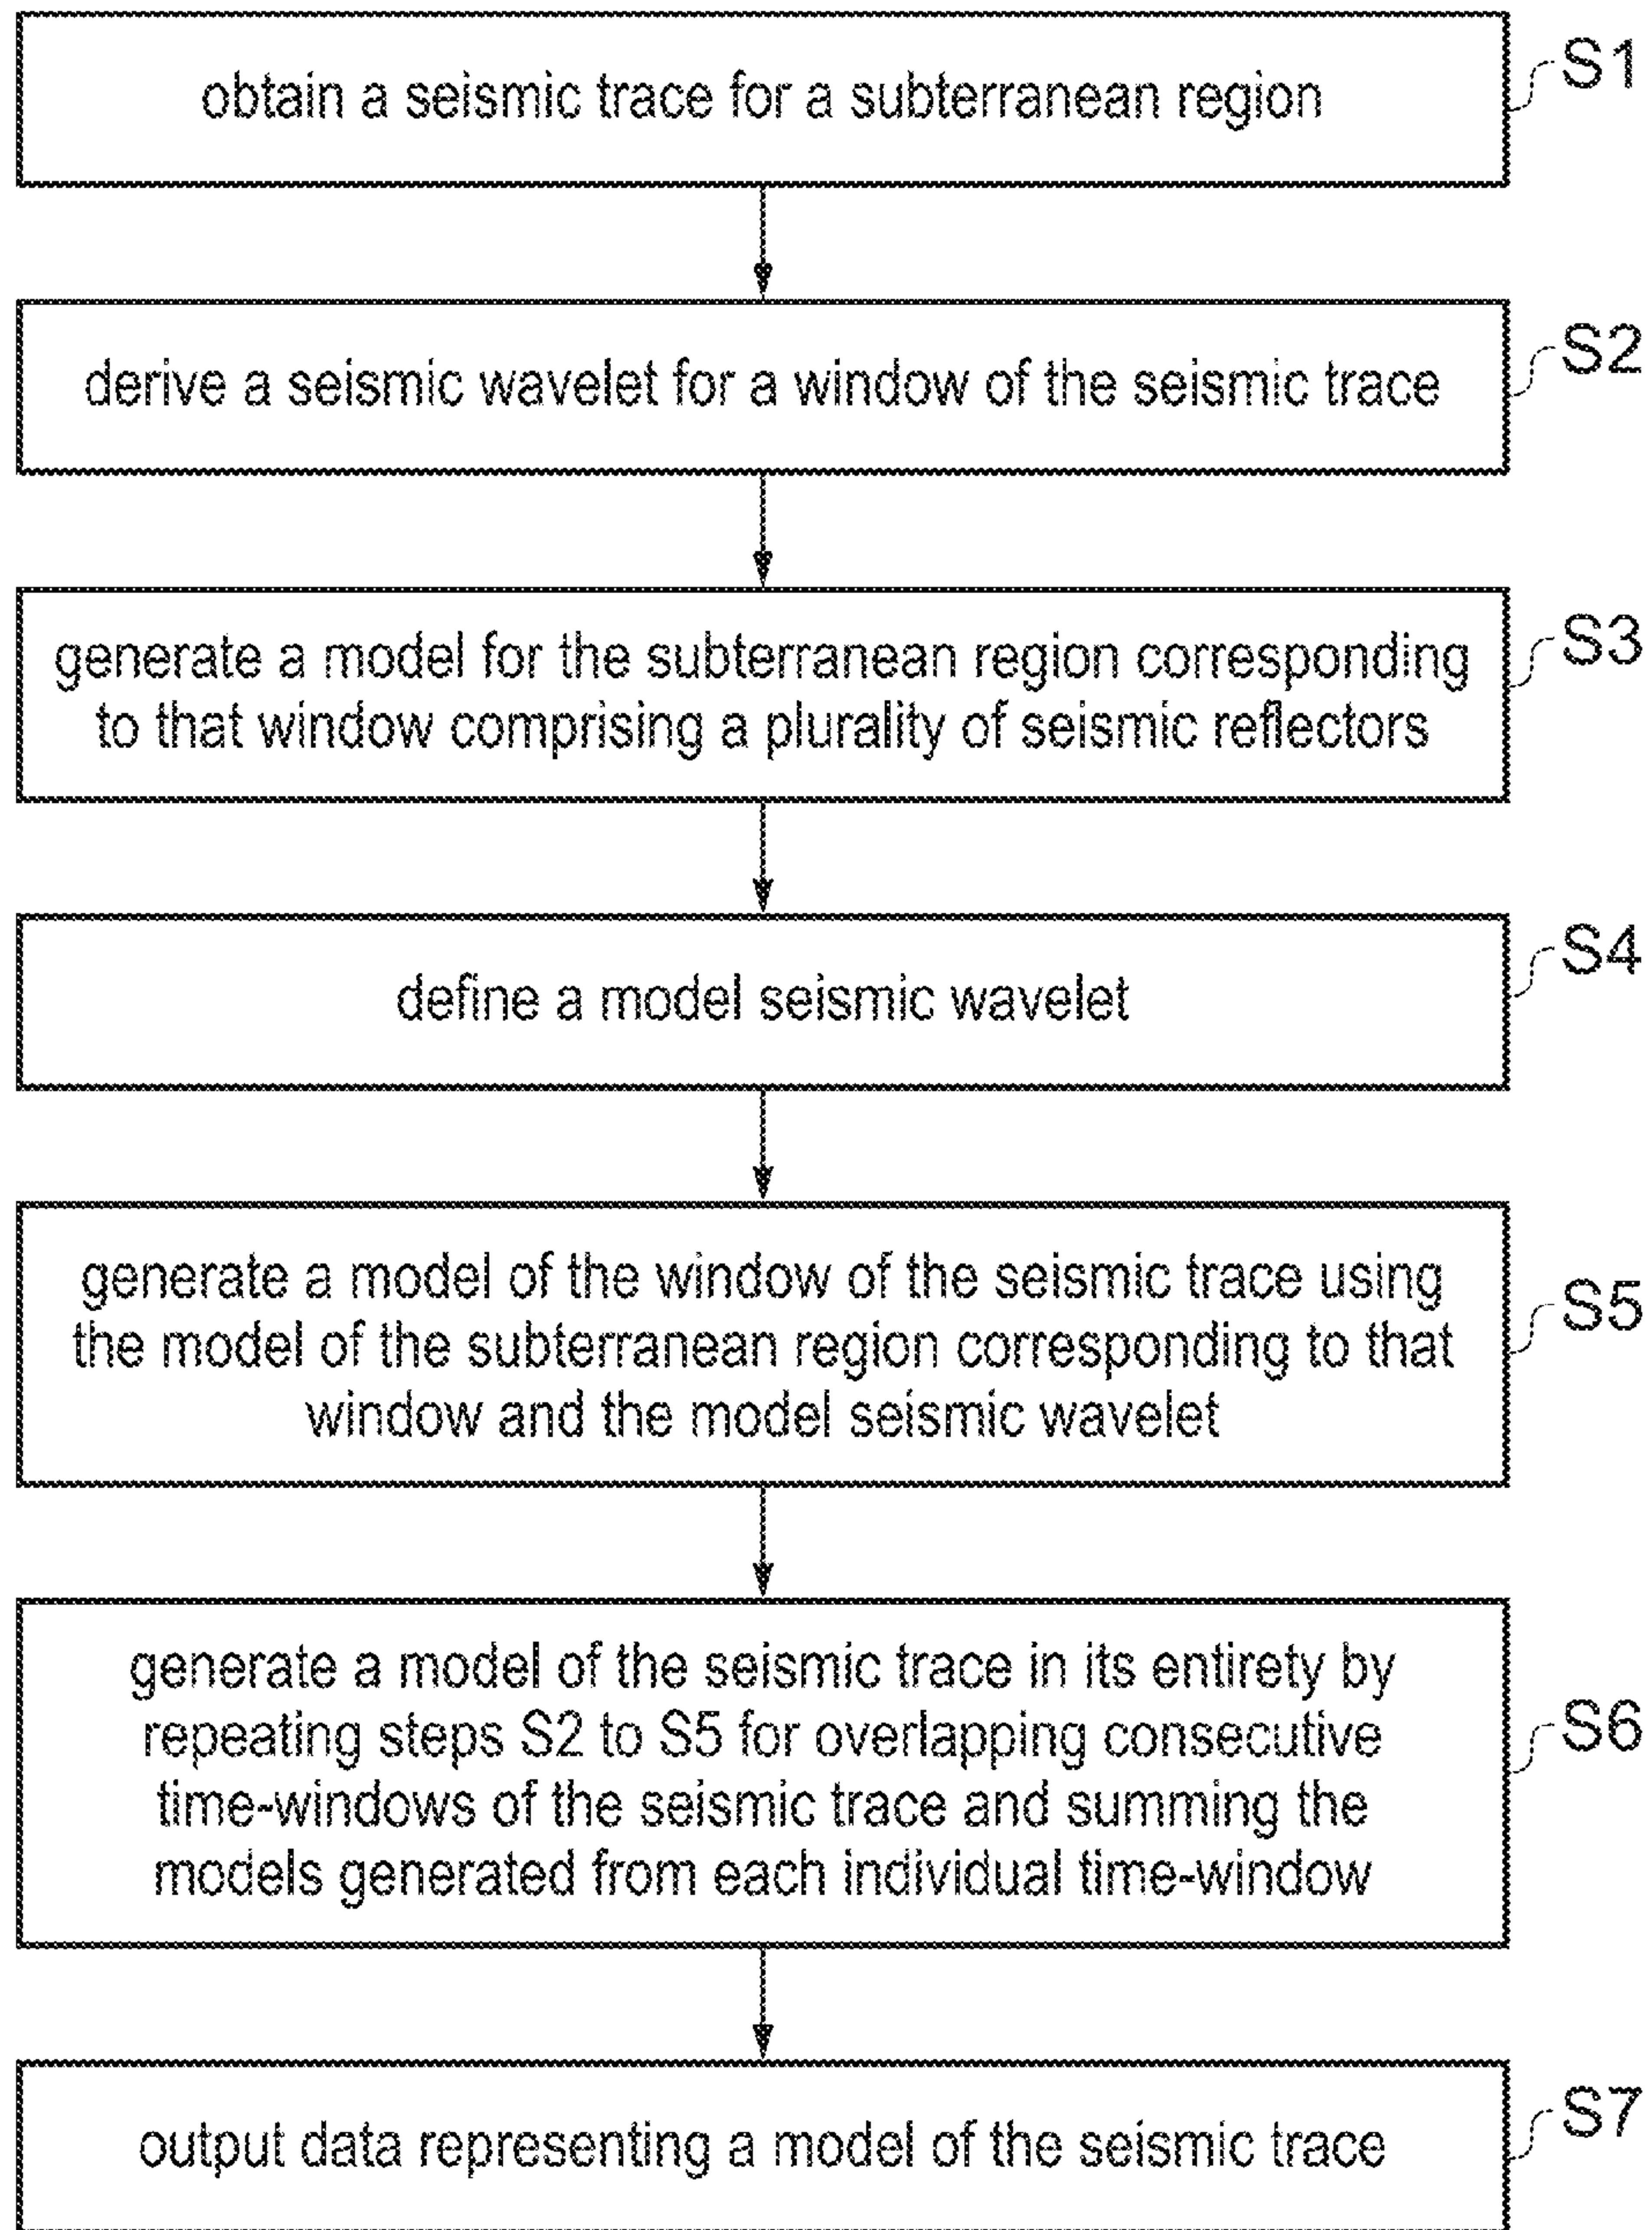 obtain a seismic trace for a subterranean region
S1
derive a seismic wavelet for a window of the seismic trace
S2
generate a model for the subterranean region corresponding
to that window comprising a plurality of seismic reflectors
S3
define a model seismic wavelet
S4
generate a model of the window of the seismic trace using
the model of the subterranean region corresponding to that
window and the model seismic wavelet
S5
generate a model of the seismic trace in its entirety by
repeating steps S2 to S5 for overlapping consecutive
time-windows of the seismic trace and summing the
models generated from each individual time-window
S6
output data representing a model of the seismic trace
S7